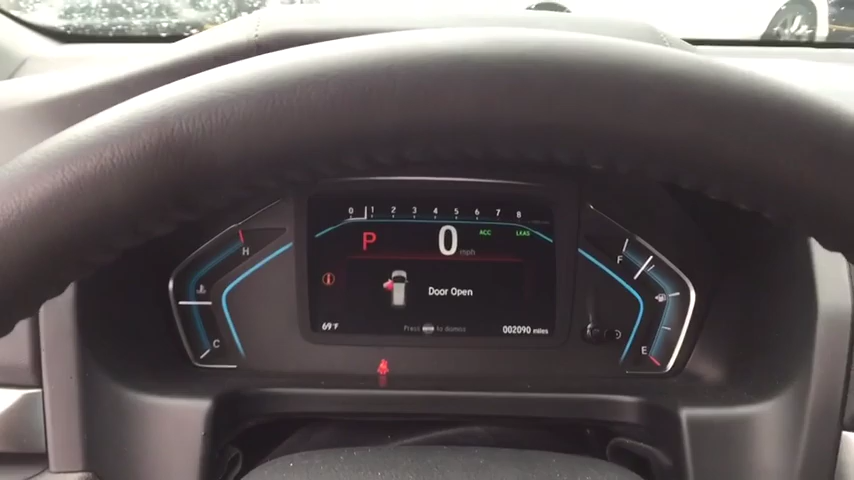 0 1 2 3 4 5 6 7 8
P 0 mph ACC LKAS
H
F
Door Open
C
E
69°F
Press to dismiss
002090 miles